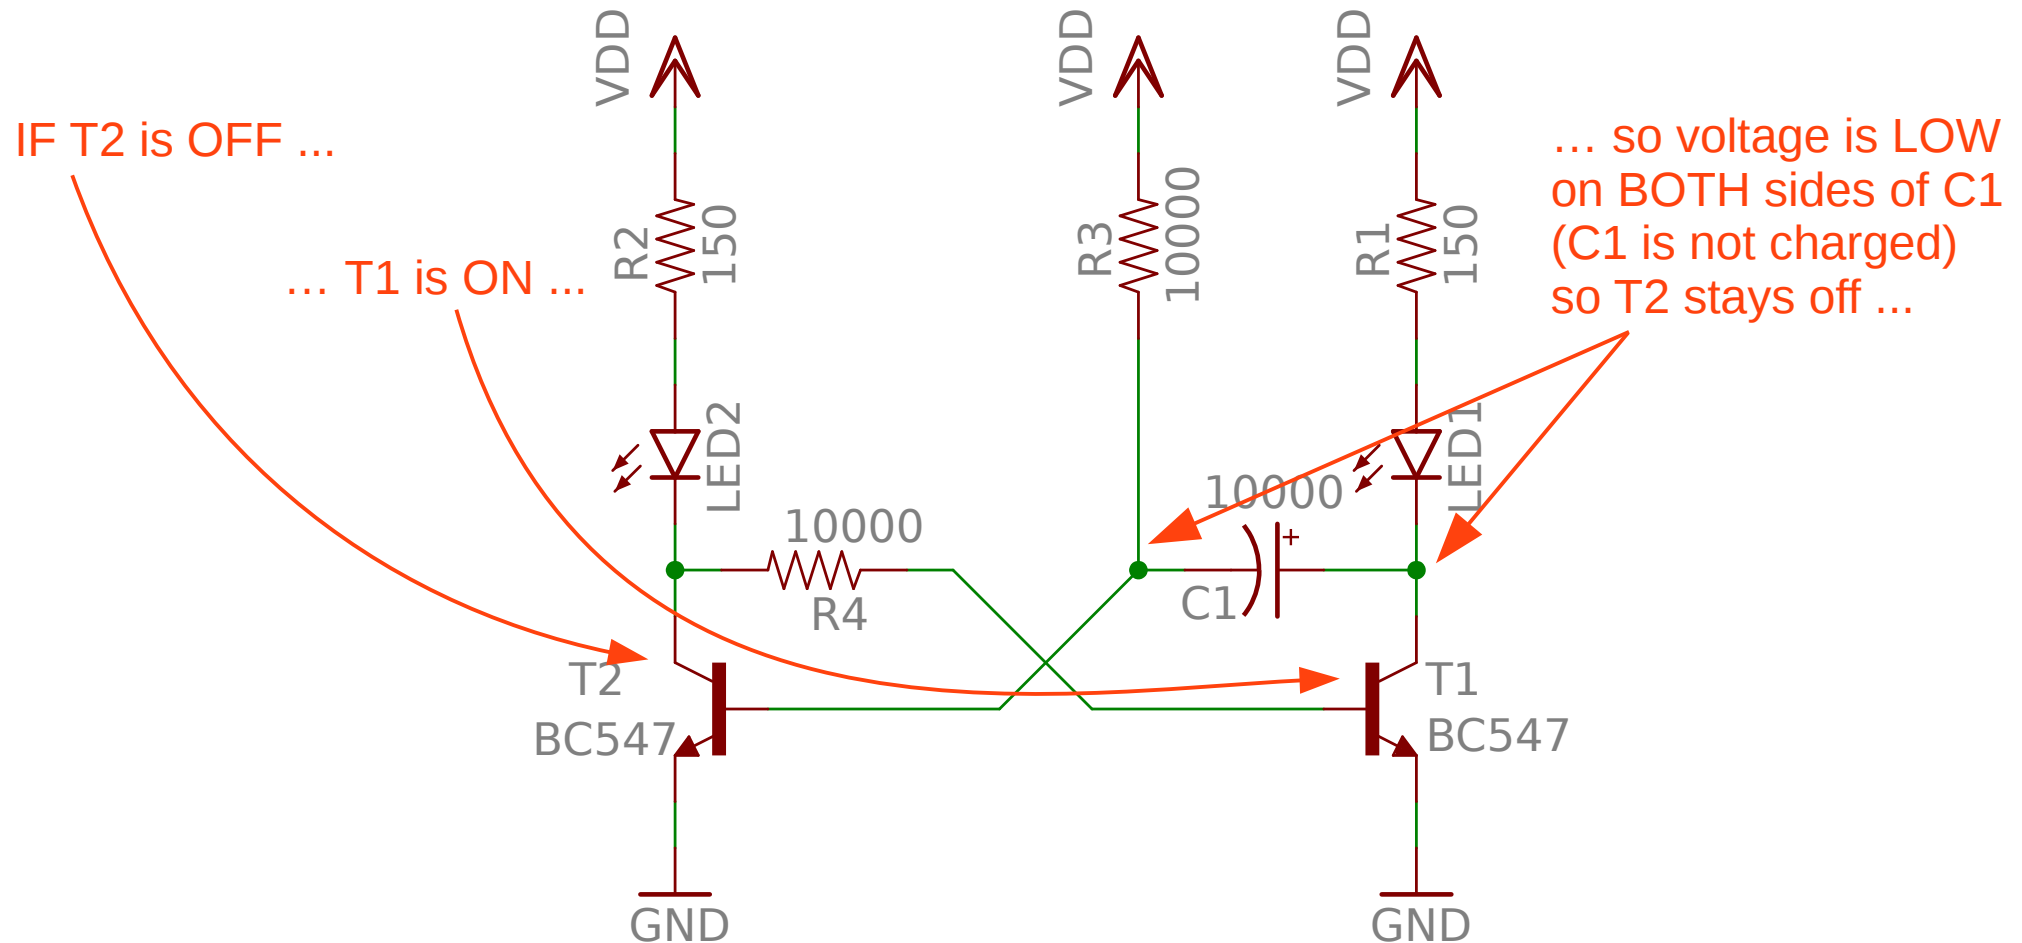 VDD
VDD
VDD
IF T2 is OFF ...
... T1 is ON ...
... so voltage is LOW
on BOTH sides of C1
(C1 is not charged)
so T2 stays off ...
R2
150
R3
10000
R1
150
LED2
LED1
10000
R4
10000
+
C1
T2
BC547
T1
BC547
GND
GND